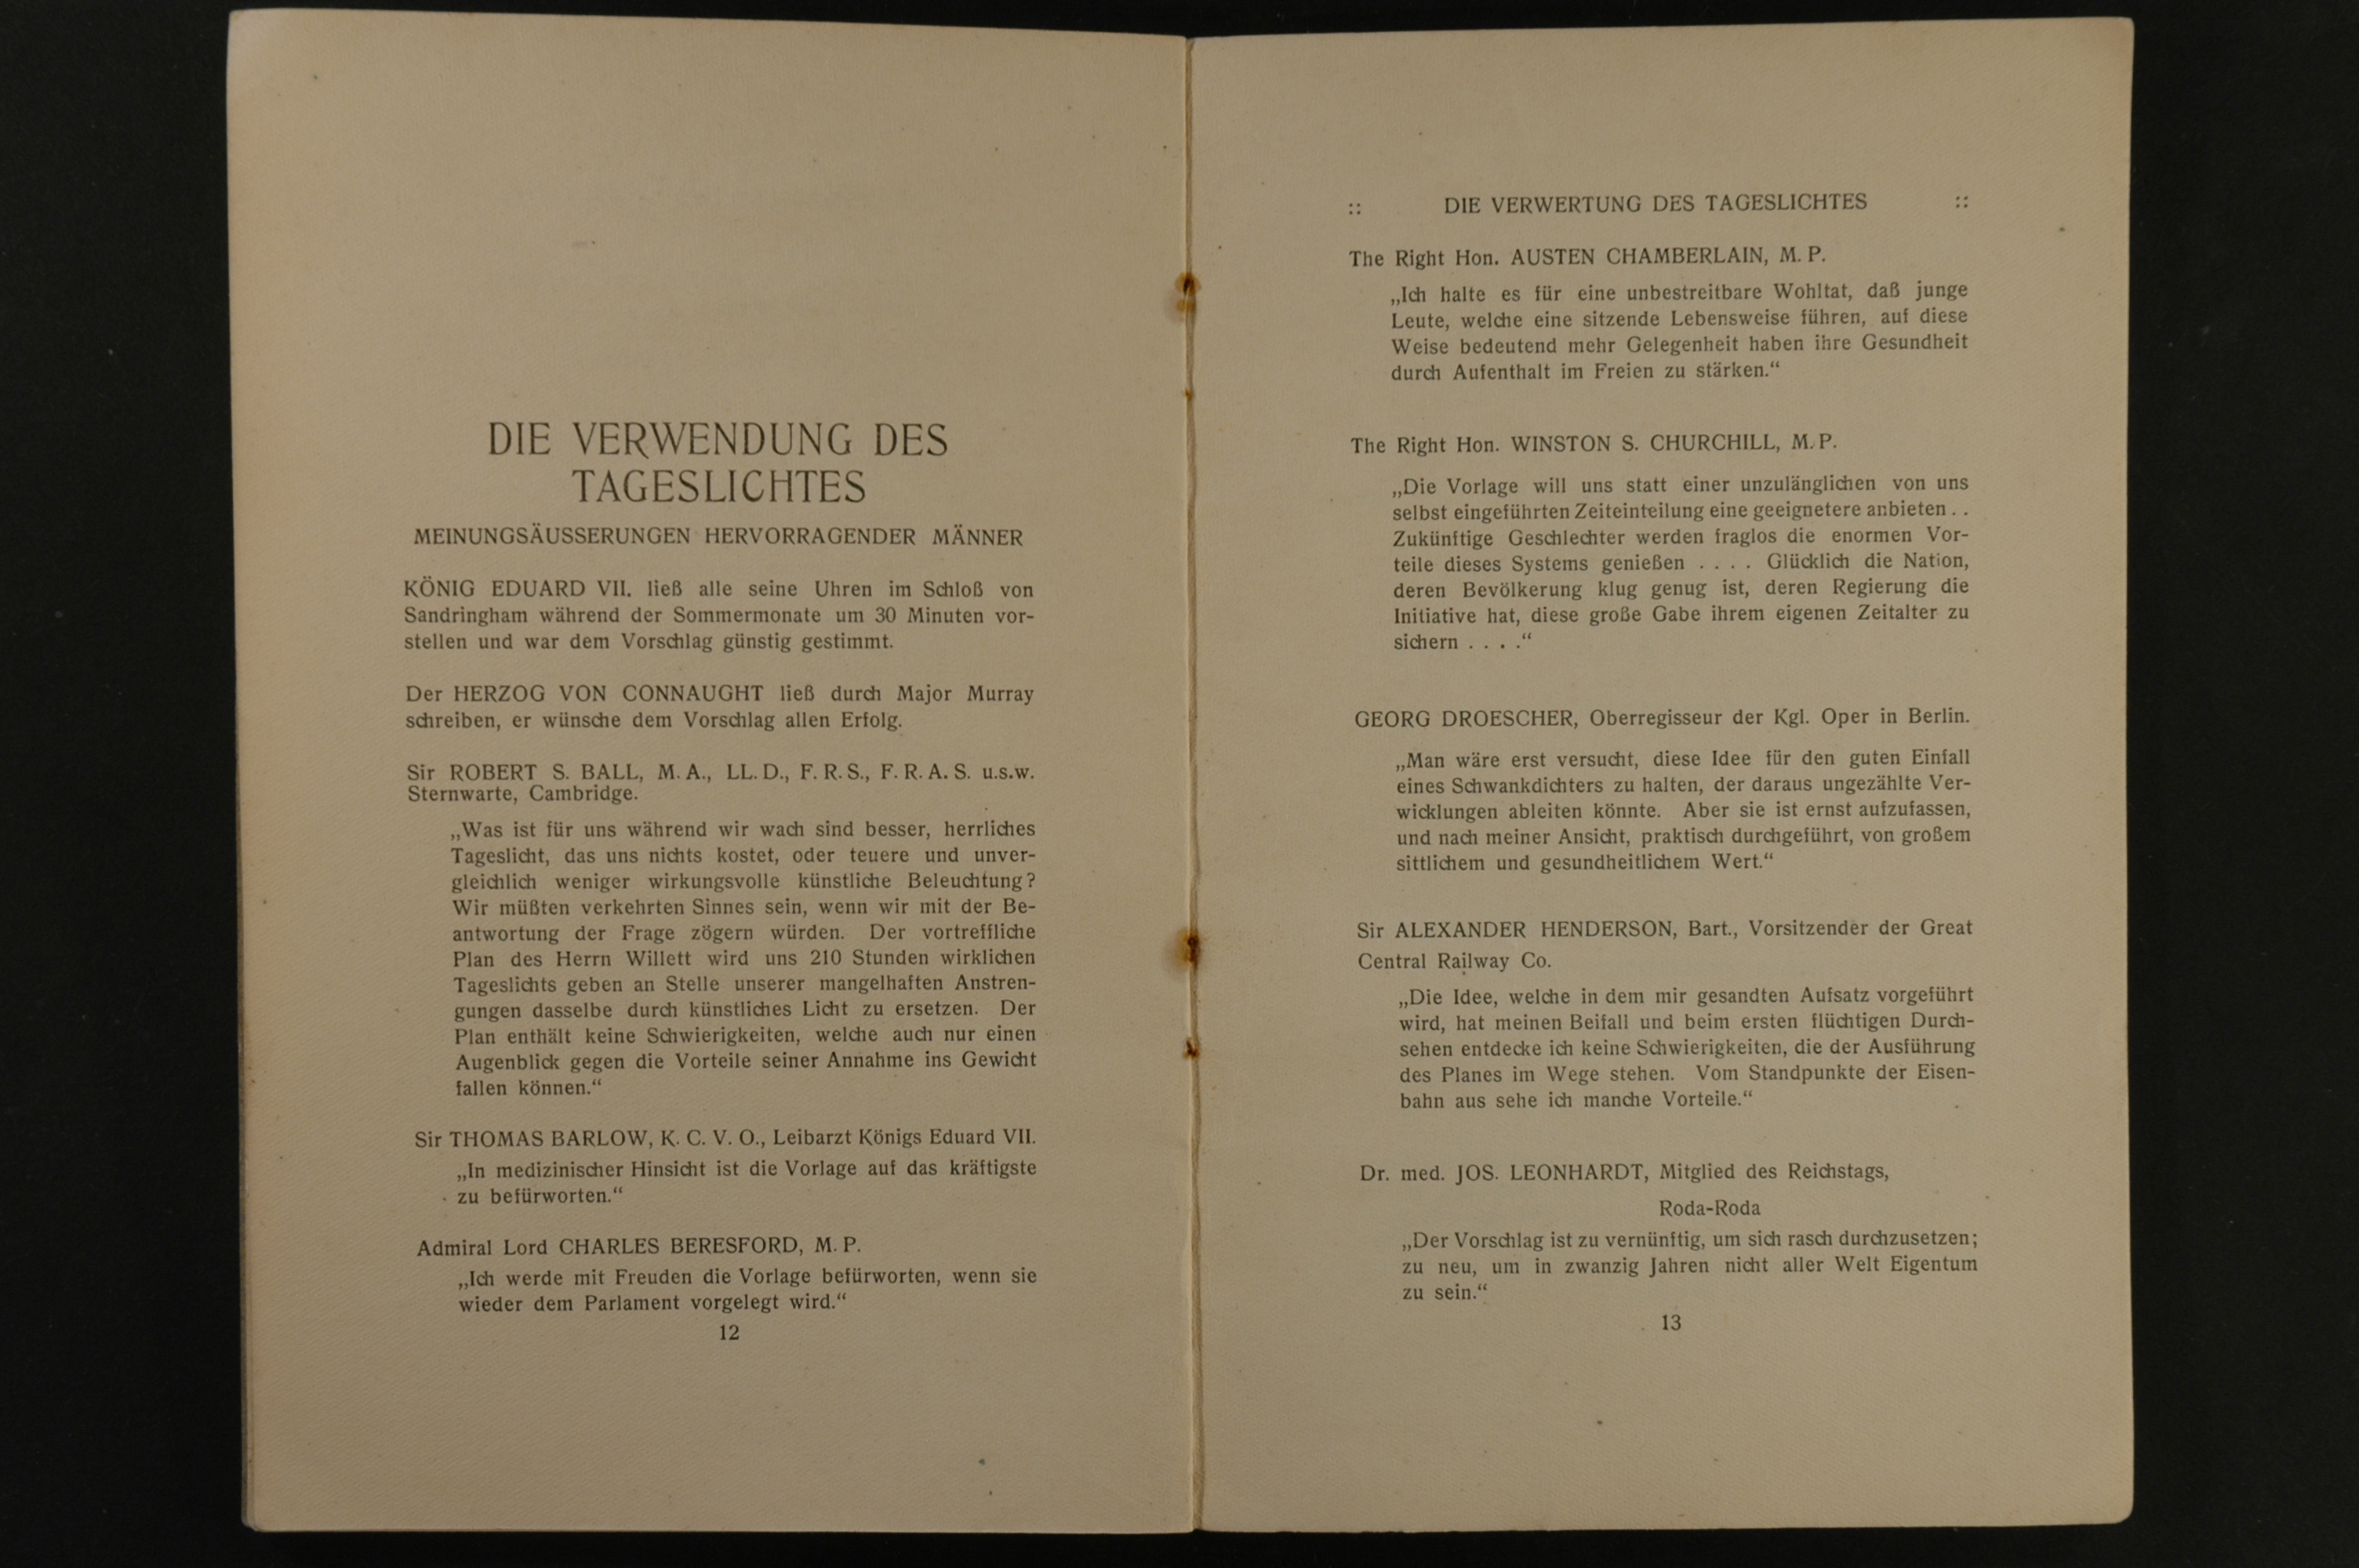 DIE VERWENDUNG DES
TAGESLICHTES
MEINUNGSÄUSSERUNGEN HERVORRAGENDER MÄNNER
KÖNIG EDUARD VII. ließ alle seine Uhren im Schloß von
Sandringham während der Sommermonate um 30 Minuten vor-
stellen und war dem Vorschlag günstig gestimmt.
Der HERZOG VON CONNAUGHT ließ durch Major Murray
schreiben, er wünsche dem Vorschlag allen Erfolg.
Sir ROBERT S. BALL, M. A., LL. D., F. R. S., F. R. A. S. u.s.w.
Sternwarte, Cambridge.
„Was ist für uns während wir wach sind besser, herrliches
Tageslicht, das uns nichts kostet, oder teuere und unver-
gleichlich weniger wirkungsvolle künstliche Beleuchtung?
Wir müßten verkehrten Sinnes sein, wenn wir mit der Be-
antwortung der Frage zögern würden. Der vortreffliche
Plan des Herrn Willett wird uns 210 Stunden wirklichen
Tageslichts geben an Stelle unserer mangelhaften Anstren-
gungen dasselbe durch künstliches Licht zu ersetzen. Der
Plan enthält keine Schwierigkeiten, welche auch nur einen
Augenblick gegen die Vorteile seiner Annahme ins Gewicht
fallen können.“
Sir THOMAS BARLOW, K. C. V. O., Leibarzt Königs Eduard VII.
„In medizinischer Hinsicht ist die Vorlage auf das kräftigste
zu befürworten.“
Admiral Lord CHARLES BERESFORD, M. P.
„Ich werde mit Freuden die Vorlage befürworten, wenn sie
wieder dem Parlament vorgelegt wird.“
12
:: DIE VERWERTUNG DES TAGESLICHTES ::
The Right Hon. AUSTEN CHAMBERLAIN, M. P.
„Ich halte es für eine unbestreitbare Wohltat, daß junge
Leute, welche eine sitzende Lebensweise führen, auf diese
Weise bedeutend mehr Gelegenheit haben ihre Gesundheit
durch Aufenthalt im Freien zu stärken.“
The Right Hon. WINSTON S. CHURCHILL, M. P.
„Die Vorlage will uns statt einer unzulänglichen von uns
selbst eingeführten Zeiteinteilung eine geeignetere anbieten . .
Zukünftige Geschlechter werden fraglos die enormen Vor-
teile dieses Systems genießen . . . . Glücklich die Nation,
deren Bevölkerung klug genug ist, deren Regierung die
Initiative hat, diese große Gabe ihrem eigenen Zeitalter zu
sichern . . . .“
GEORG DROESCHER, Oberregisseur der Kgl. Oper in Berlin.
„Man wäre erst versucht, diese Idee für den guten Einfall
eines Schwankdichters zu halten, der daraus ungezählte Ver-
wicklungen ableiten könnte. Aber sie ist ernst aufzufassen,
und nach meiner Ansicht, praktisch durchgeführt, von großem
sittlichem und gesundheitlichem Wert.“
Sir ALEXANDER HENDERSON, Bart., Vorsitzender der Great
Central Railway Co.
„Die Idee, welche in dem mir gesandten Aufsatz vorgeführt
wird, hat meinen Beifall und beim ersten flüchtigen Durch-
sehen entdecke ich keine Schwierigkeiten, die der Ausführung
des Planes im Wege stehen. Vom Standpunkte der Eisen-
bahn aus sehe ich manche Vorteile.“
Dr. med. JOS. LEONHARDT, Mitglied des Reichstags,
Roda-Roda
„Der Vorschlag ist zu vernünftig, um sich rasch durchzusetzen;
zu neu, um in zwanzig Jahren nicht aller Welt Eigentum
zu sein.“
13